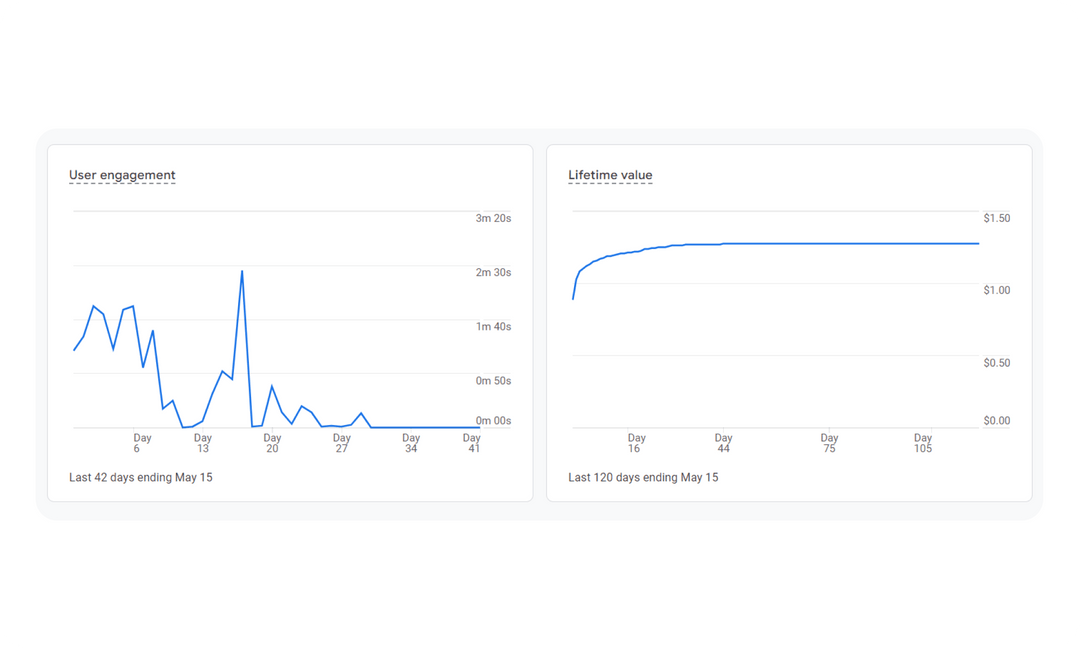 User engagement
3m 20s
2m 30s
1m 40s
0m 50s
0m 00s
Day Day Day Day Day Day
6 13 20 27 34 41
Last 42 days ending May 15
Lifetime value
$1.50
$1.00
$0.50
$0.00
Day Day Day Day
16 44 75 105
Last 120 days ending May 15